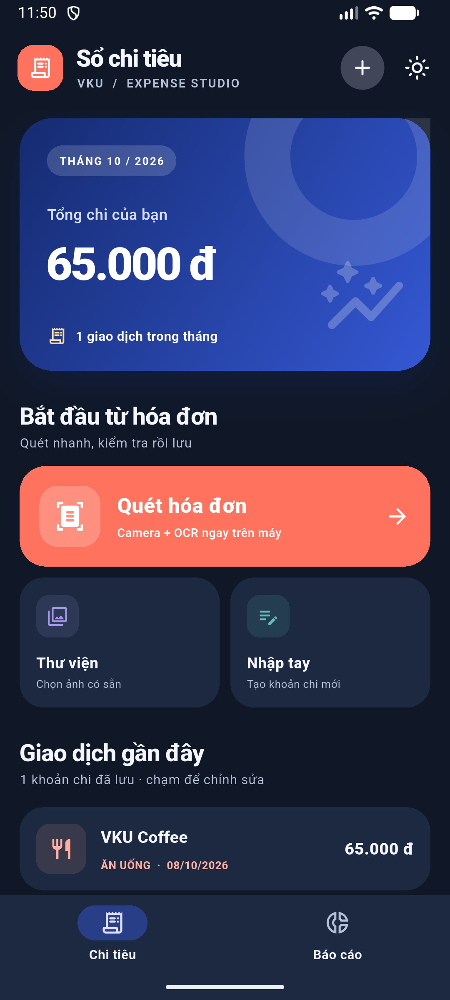 11:50
Sổ chi tiêu
VKU / EXPENSE STUDIO
THÁNG 10 / 2026
Tổng chi của bạn
65.000 đ
1 giao dịch trong tháng
Bắt đầu từ hóa đơn
Quét nhanh, kiểm tra rồi lưu
Quét hóa đơn
Camera + OCR ngay trên máy
Thư viện
Chọn ảnh có sẵn
Nhập tay
Tạo khoản chi mới
Giao dịch gần đây
1 khoản chi đã lưu · chạm để chỉnh sửa
VKU Coffee
65.000 đ
ĂN UỐNG · 08/10/2026
Chi tiêu
Báo cáo